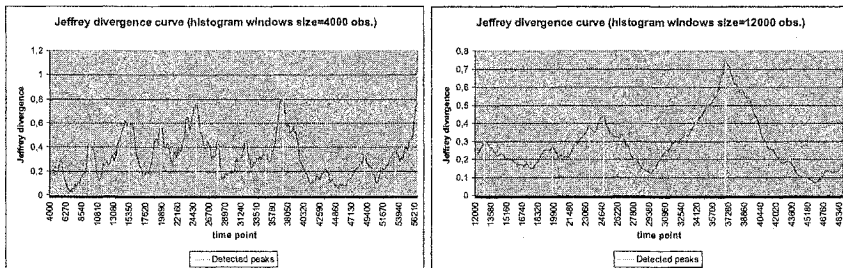 Jeffrey divergence curve (histogram windows size=4000 obs.)
Jeffrey divergence
1,2
1
0,8
0,6
0,4
0,2
0
4000 6270 8540 10810 13080 15350 17620 19890 22160 24430 26700 28970 31240 33510 35780 38050 40320 42590 44860 47130 49400 51670 53940 56210
time point
Detected peaks
Jeffrey divergence curve (histogram windows size=12000 obs.)
Jeffrey divergence
0,8
0,7
0,6
0,5
0,4
0,3
0,2
0,1
0
12000 13580 15160 16740 18320 19900 21480 23060 24640 26220 27800 29380 30960 32540 34120 35700 37280 38860 40440 42020 43600 45180 46760 48340
time point
Detected peaks